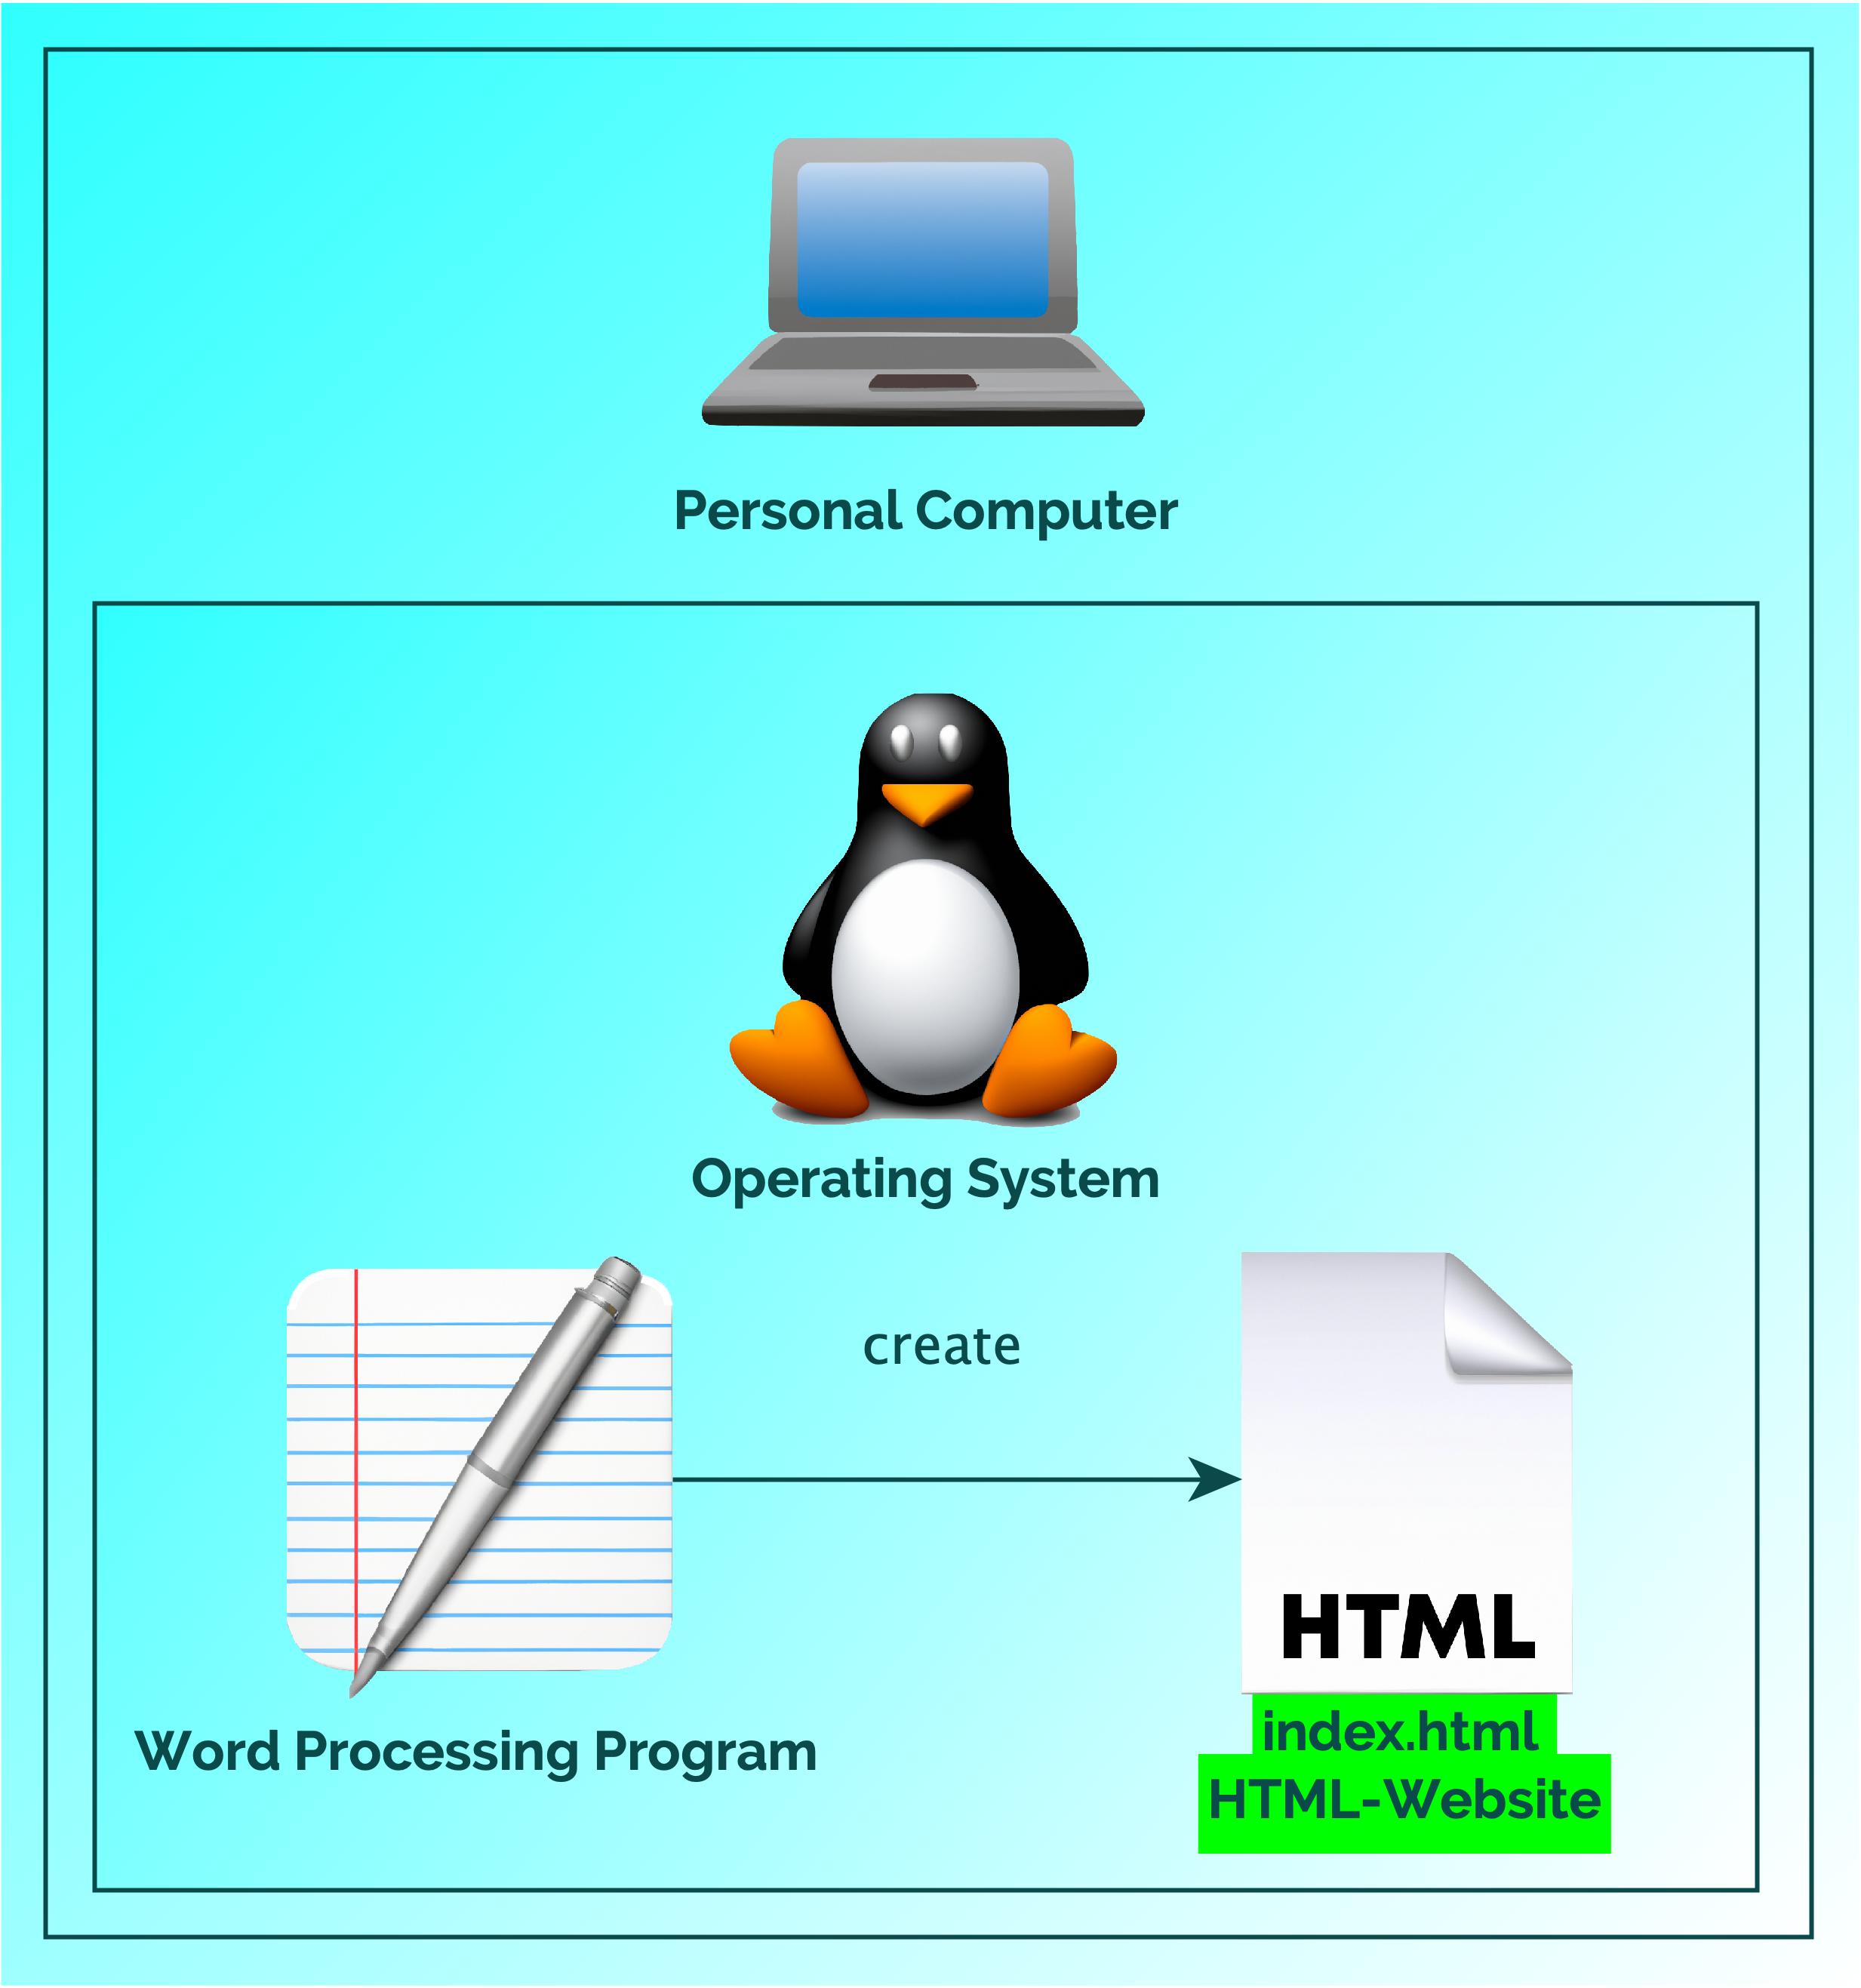 Personal Computer
Operating System
create
HTML
Word Processing Program
index.html
HTML-Website